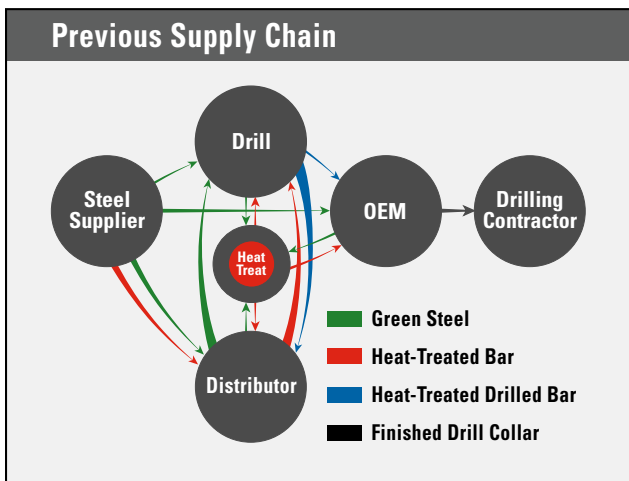 Previous Supply Chain
Drill
Steel
Supplier
OEM
Drilling
Contractor
Heat
Treat
Distributor
Green Steel
Heat-Treated Bar
Heat-Treated Drilled Bar
Finished Drill Collar